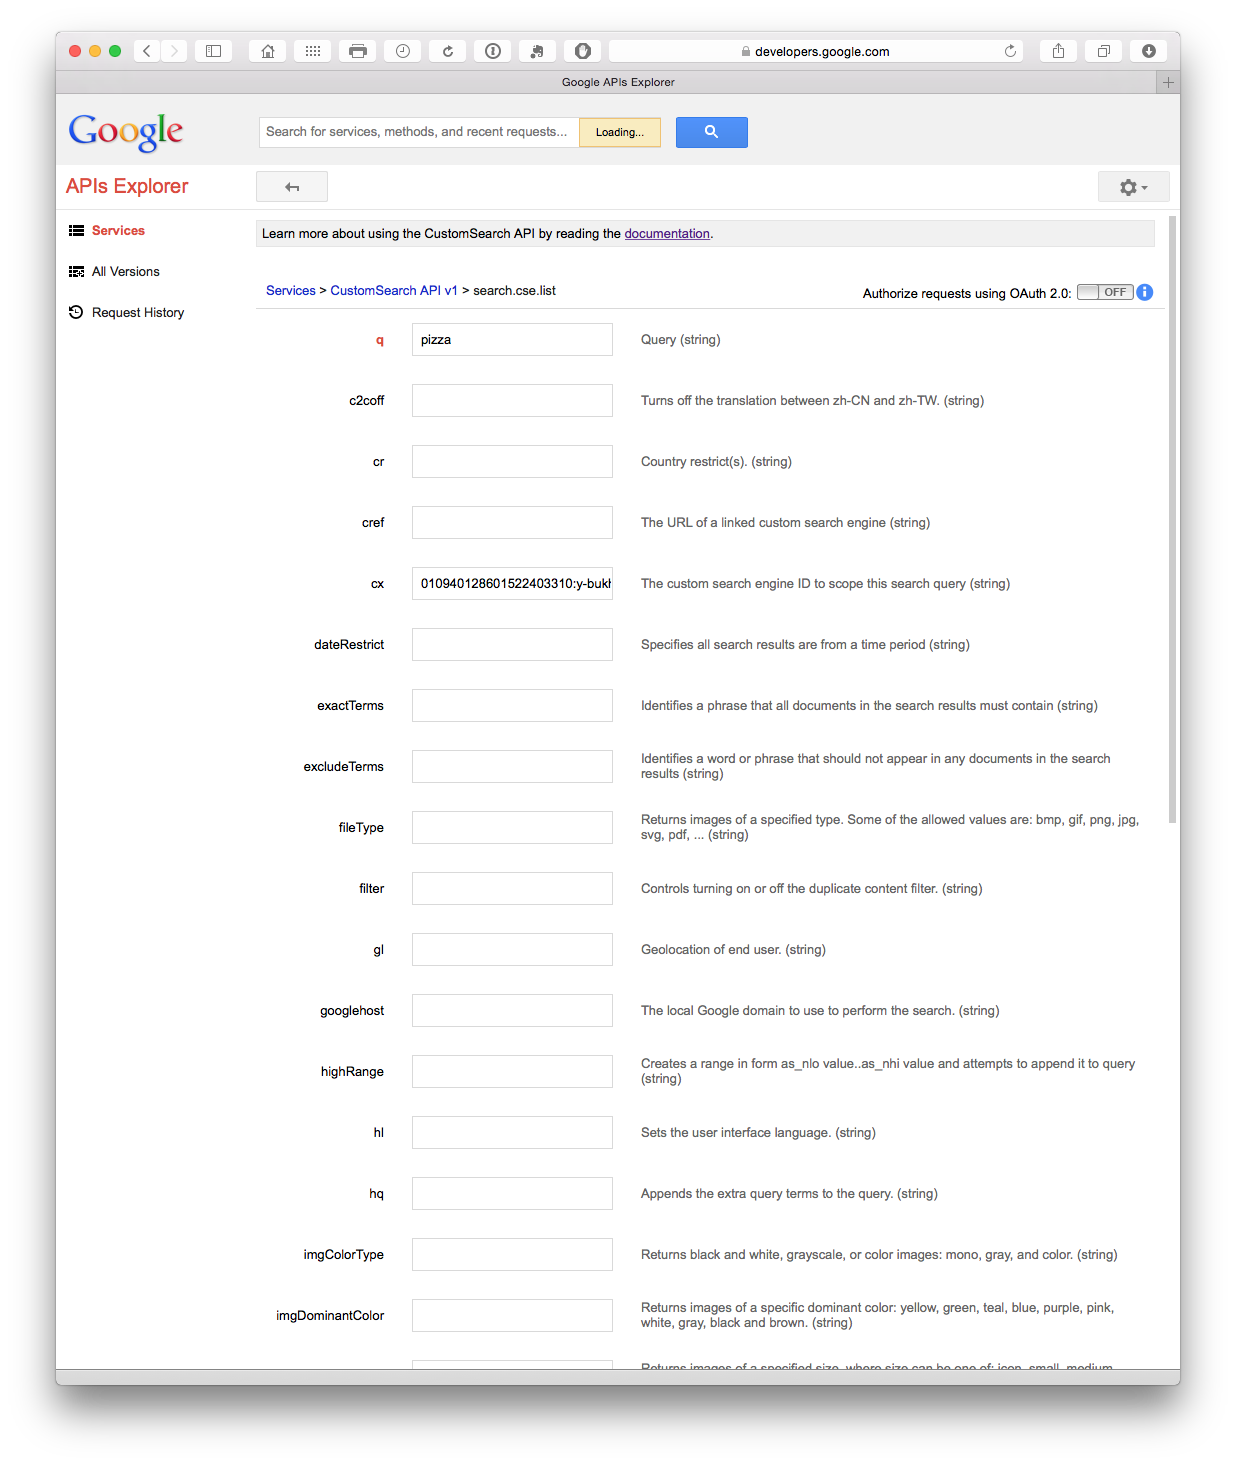 developers.google.com
Google APIs Explorer
Google
Search for services, methods, and recent requests...
Loading...
APIs Explorer
Services
All Versions
Request History
Learn more about using the CustomSearch API by reading the documentation.
Services > CustomSearch API v1 > search.cse.list
Authorize requests using OAuth 2.0: OFF
q pizza Query (string)
c2coff Turns off the translation between zh-CN and zh-TW. (string)
cr Country restrict(s). (string)
cref The URL of a linked custom search engine (string)
cx 010940128601522403310:y-bukh The custom search engine ID to scope this search query (string)
dateRestrict Specifies all search results are from a time period (string)
exactTerms Identifies a phrase that all documents in the search results must contain (string)
excludeTerms Identifies a word or phrase that should not appear in any documents in the search
results (string)
fileType Returns images of a specified type. Some of the allowed values are: bmp, gif, png, jpg,
svg, pdf, ... (string)
filter Controls turning on or off the duplicate content filter. (string)
gl Geolocation of end user. (string)
googlehost The local Google domain to use to perform the search. (string)
highRange Creates a range in form as_nlo value..as_nhi value and attempts to append it to query
(string)
hl Sets the user interface language. (string)
hq Appends the extra query terms to the query. (string)
imgColorType Returns black and white, grayscale, or color images: mono, gray, and color. (string)
imgDominantColor Returns images of a specific dominant color: yellow, green, teal, blue, purple, pink,
white, gray, black and brown. (string)
Returns images of a specified size, where size can be one of: icon, small, medium,